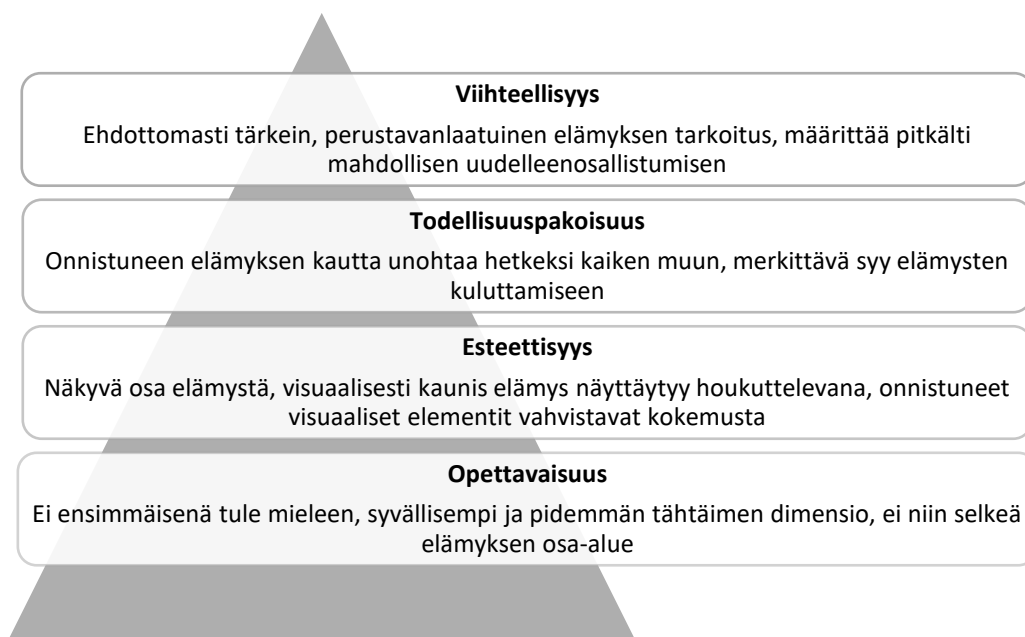 Viihteellisyys
Ehdottomasti tärkein, perustavanlaatuinen elämyksen tarkoitus, määrittää pitkälti
mahdollisen uudelleenosallistumisen
Todellisuuspakoisuus
Onnistuneen elämyksen kautta unohtaa hetkeksi kaiken muun, merkittävä syy elämysten
kuluttamiseen
Esteettisyys
Näkyvä osa elämystä, visuaalisesti kaunis elämys näyttäytyy houkuttelevana, onnistuneet
visuaaliset elementit vahvistavat kokemusta
Opettavaisuus
Ei ensimmäisenä tule mieleen, syvällisempi ja pidemmän tähtäimen dimensio, ei niin selkeä
elämyksen osa-alue